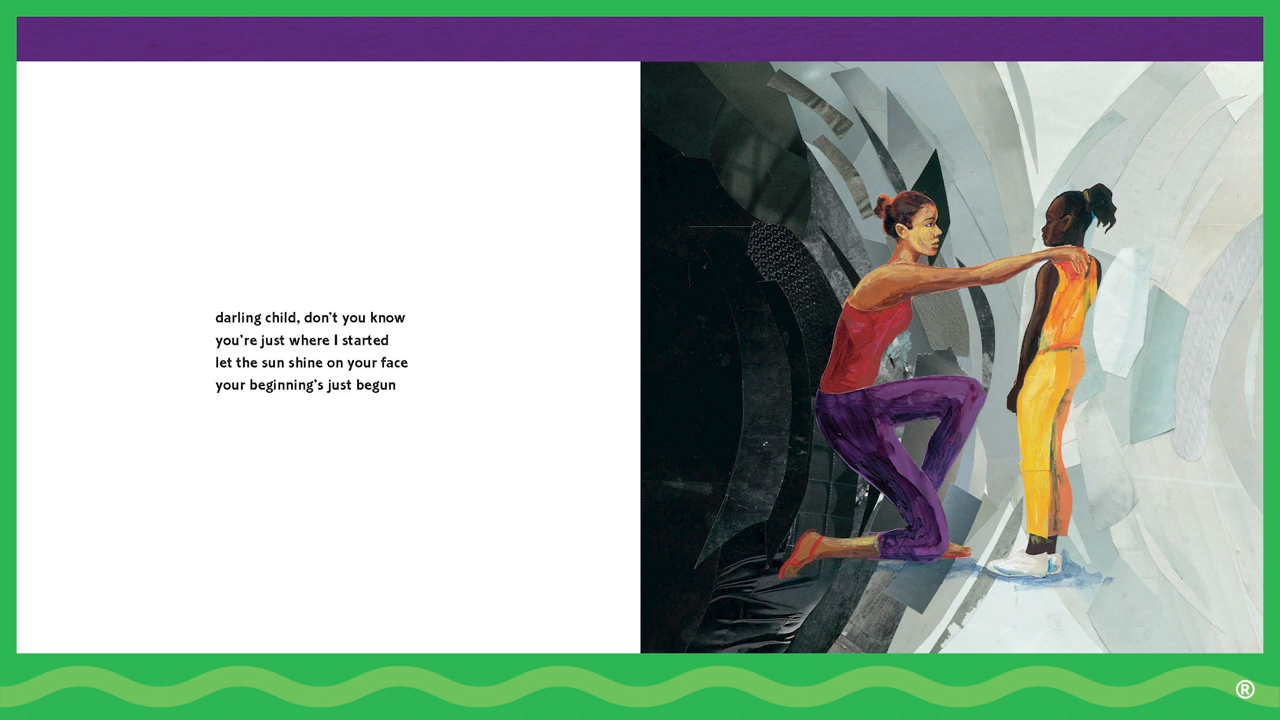 darling child, don't you know
you're just where I started
let the sun shine on your face
your beginning's just begun
®